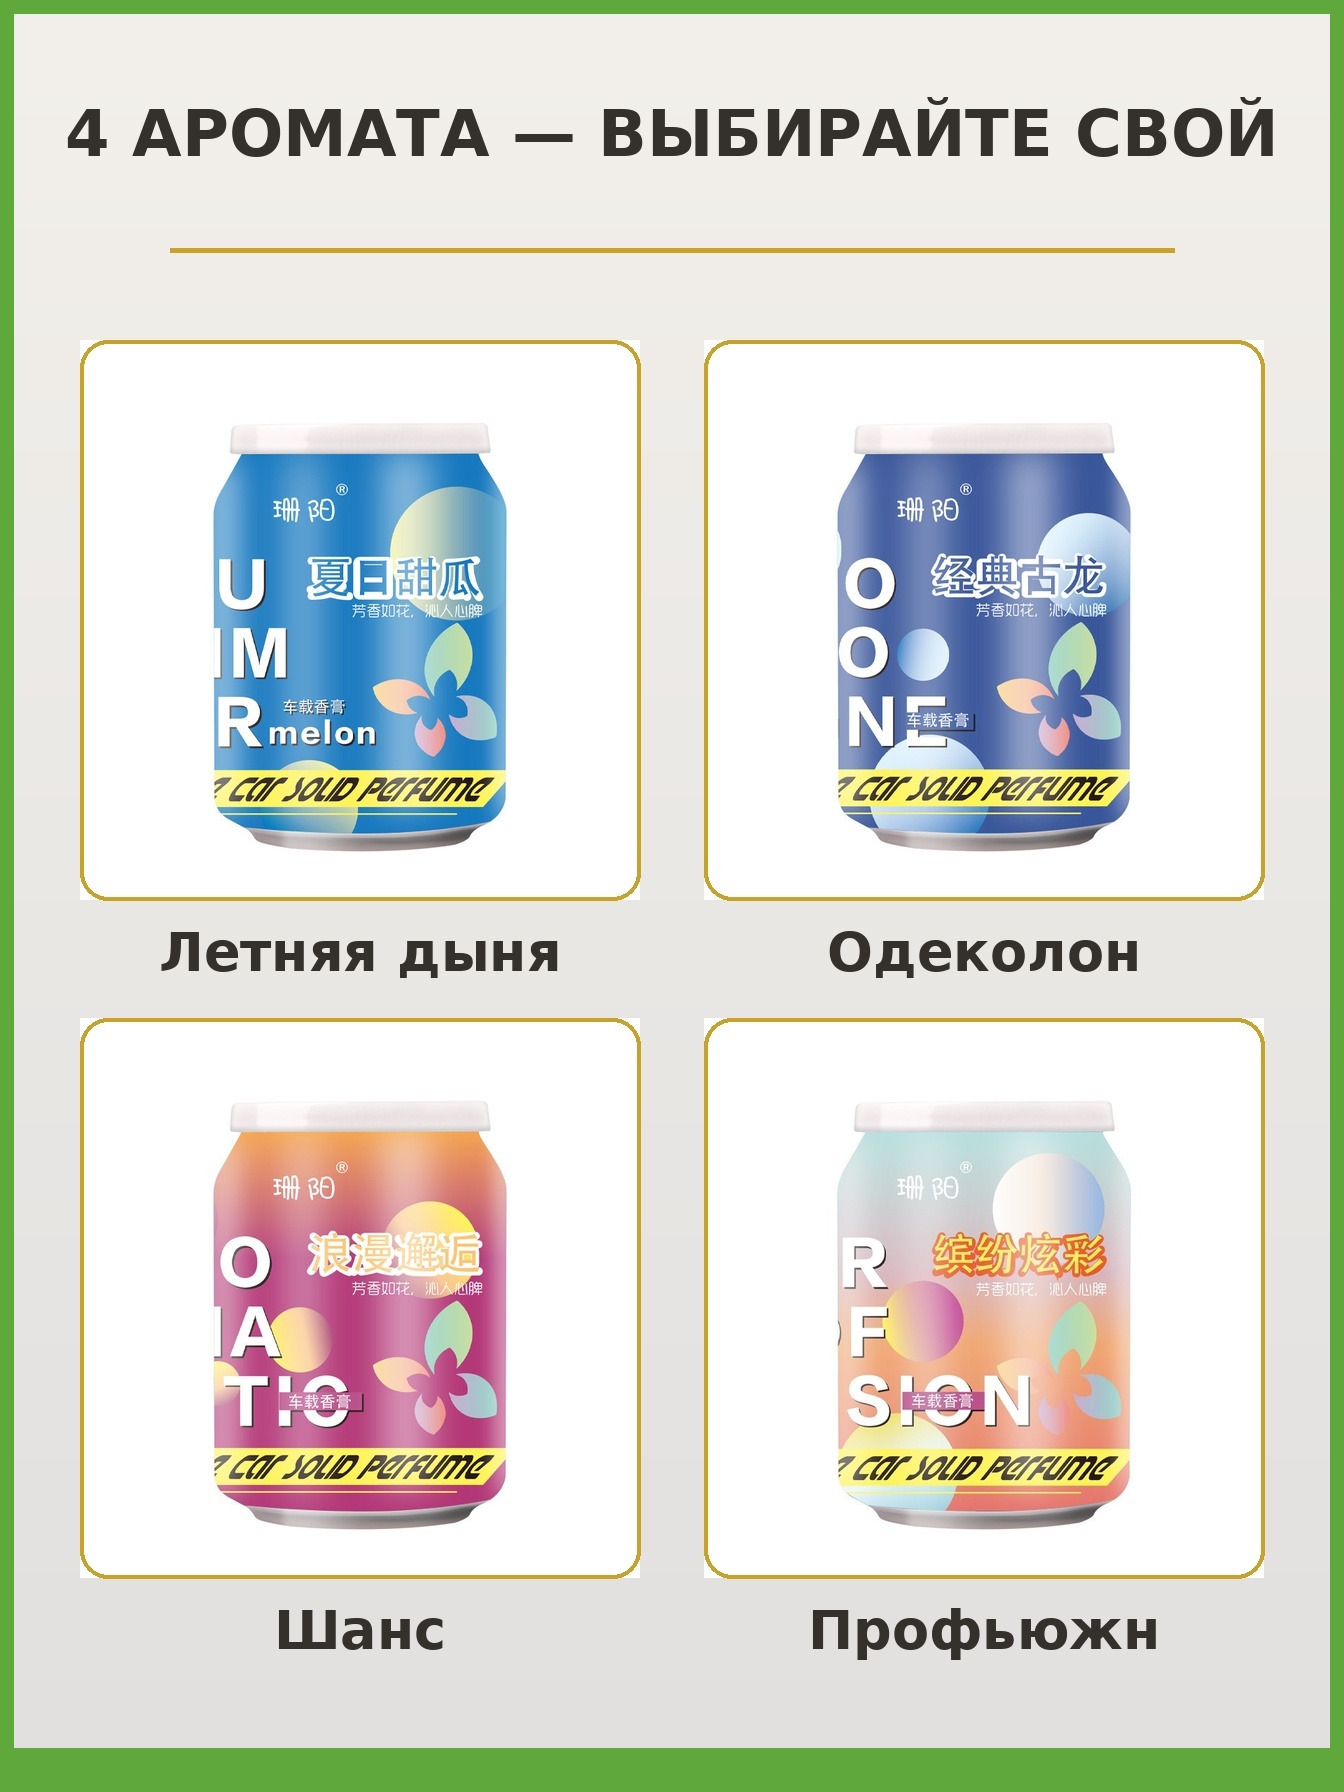 4 АРОМАТА — ВЫБИРАЙТЕ СВОЙ
珊阳®
U
夏日甜瓜
芳香如花，沁人心脾
IM
R
车载香膏
melon
CAR SOLID PERFUME
珊阳®
O
经典古龙
芳香如花，沁人心脾
O
NE
车载香膏
CAR SOLID PERFUME
Летняя дыня
Одеколон
珊阳®
O
浪漫邂逅
芳香如花，沁人心脾
IA
TIC
车载香膏
CAR SOLID PERFUME
珊阳®
R
缤纷炫彩
芳香如花，沁人心脾
OF
SION
车载香膏
CAR SOLID PERFUME
Шанс
Профьюжн